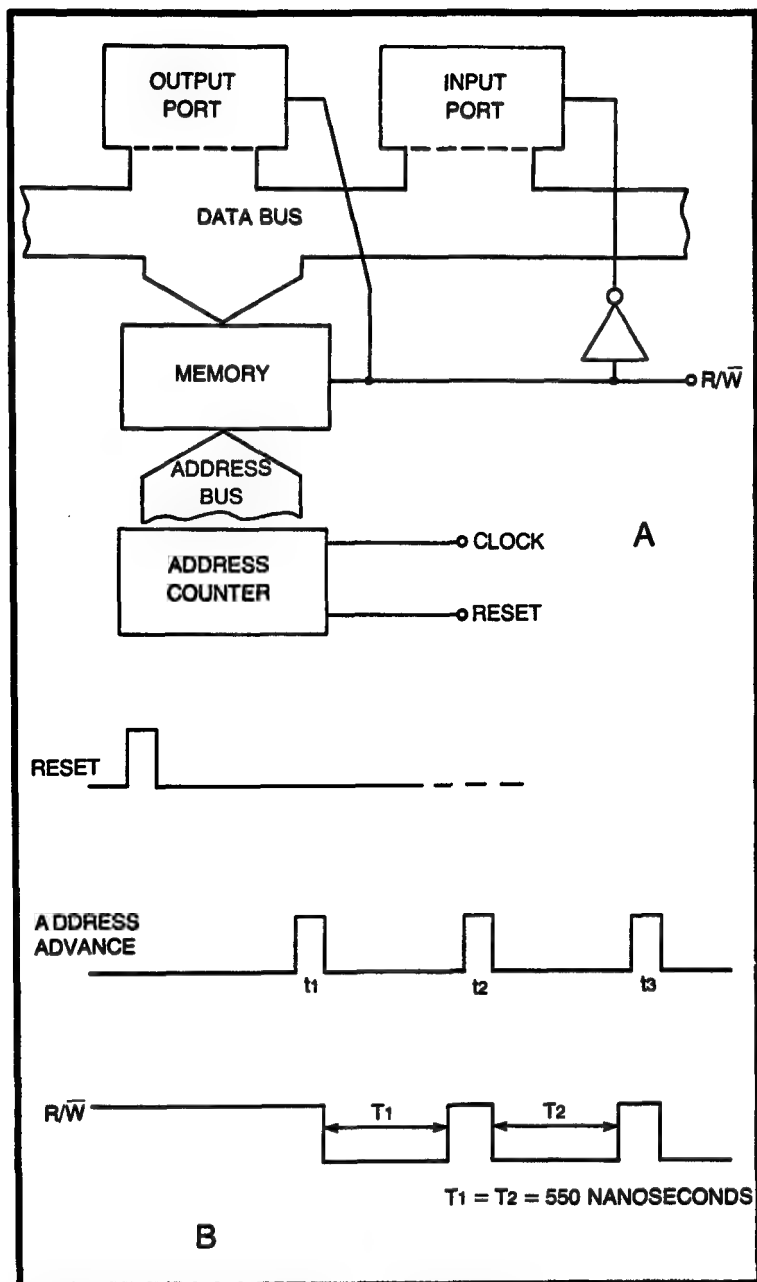 OUTPUT
PORT
INPUT
PORT
DATA BUS
MEMORY
R/W̅
ADDRESS
BUS
ADDRESS
COUNTER
CLOCK
RESET
A
RESET
ADDRESS
ADVANCE
t1
t2
t3
R/W̅
T1
T2
T1 = T2 = 550 NANOSECONDS
B